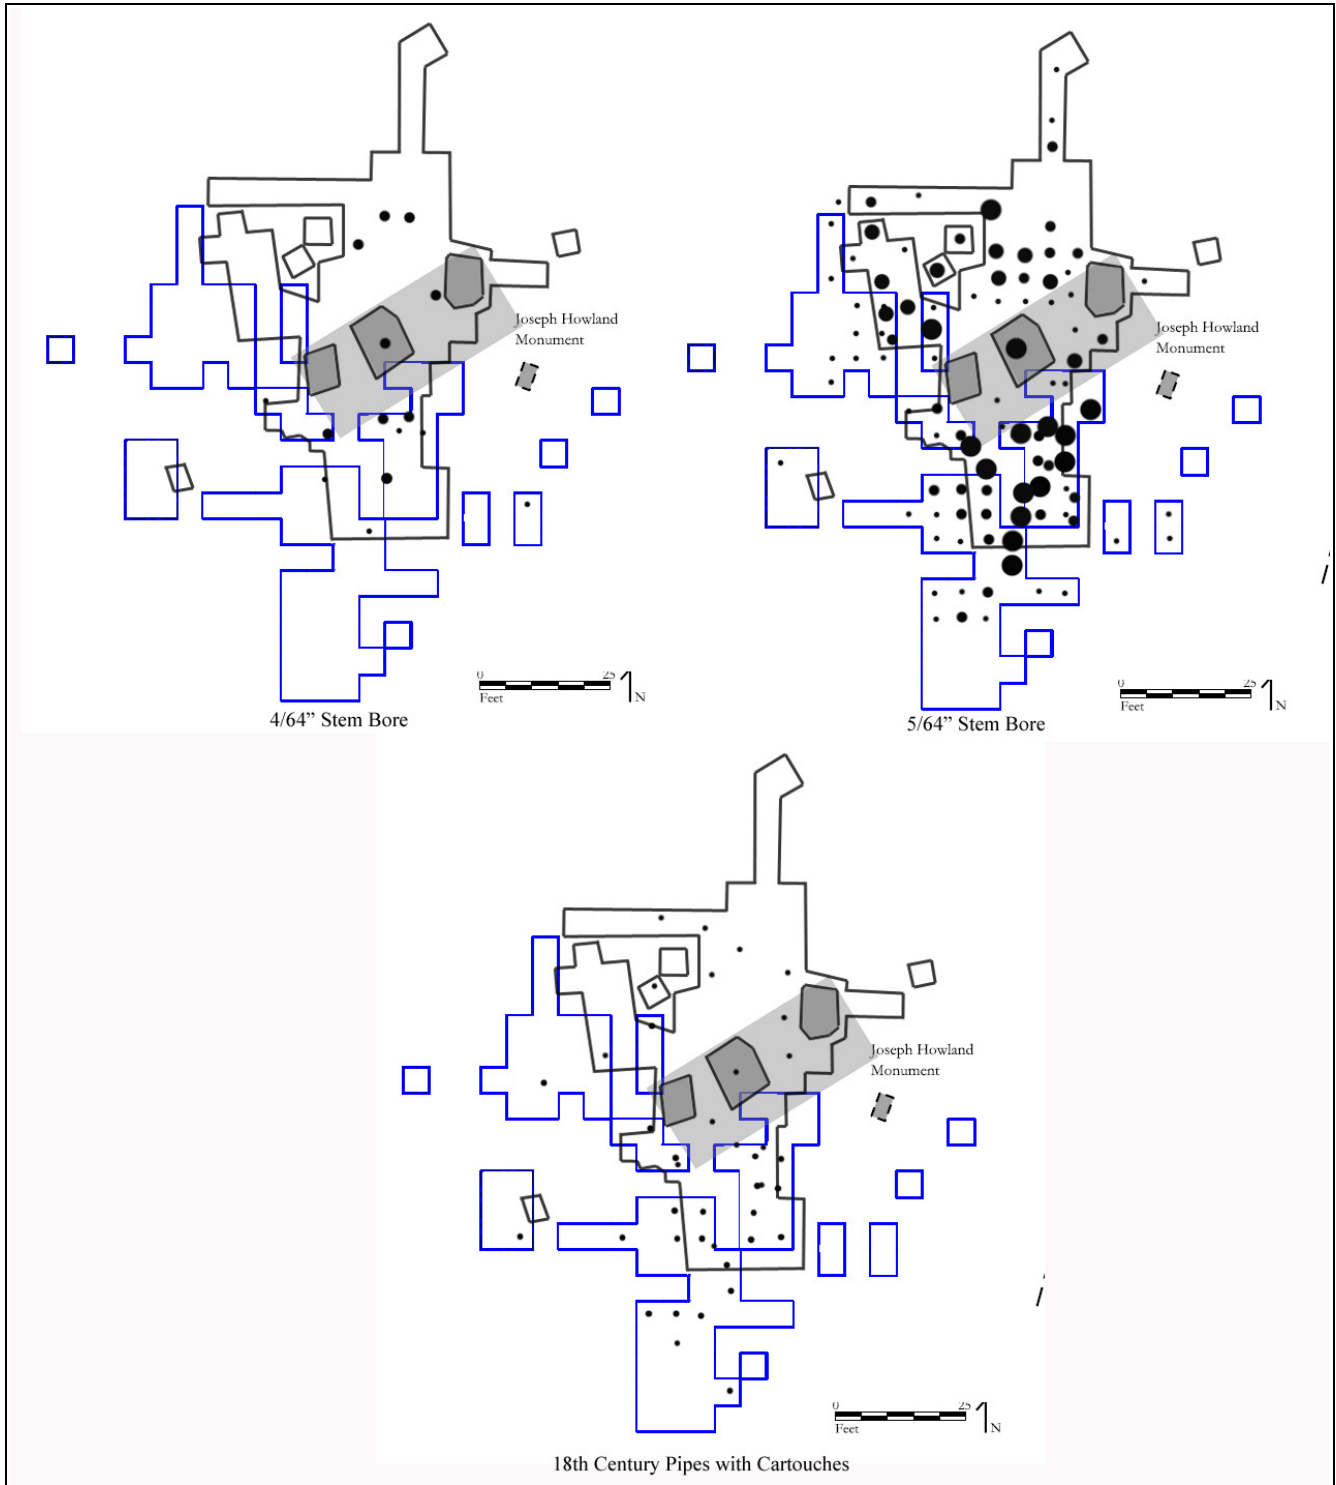 Joseph Howland
Monument
0 25
Feet N
4/64” Stem Bore
Joseph Howland
Monument
0 25
Feet N
5/64” Stem Bore
Joseph Howland
Monument
0 25
Feet N
18th Century Pipes with Cartouches